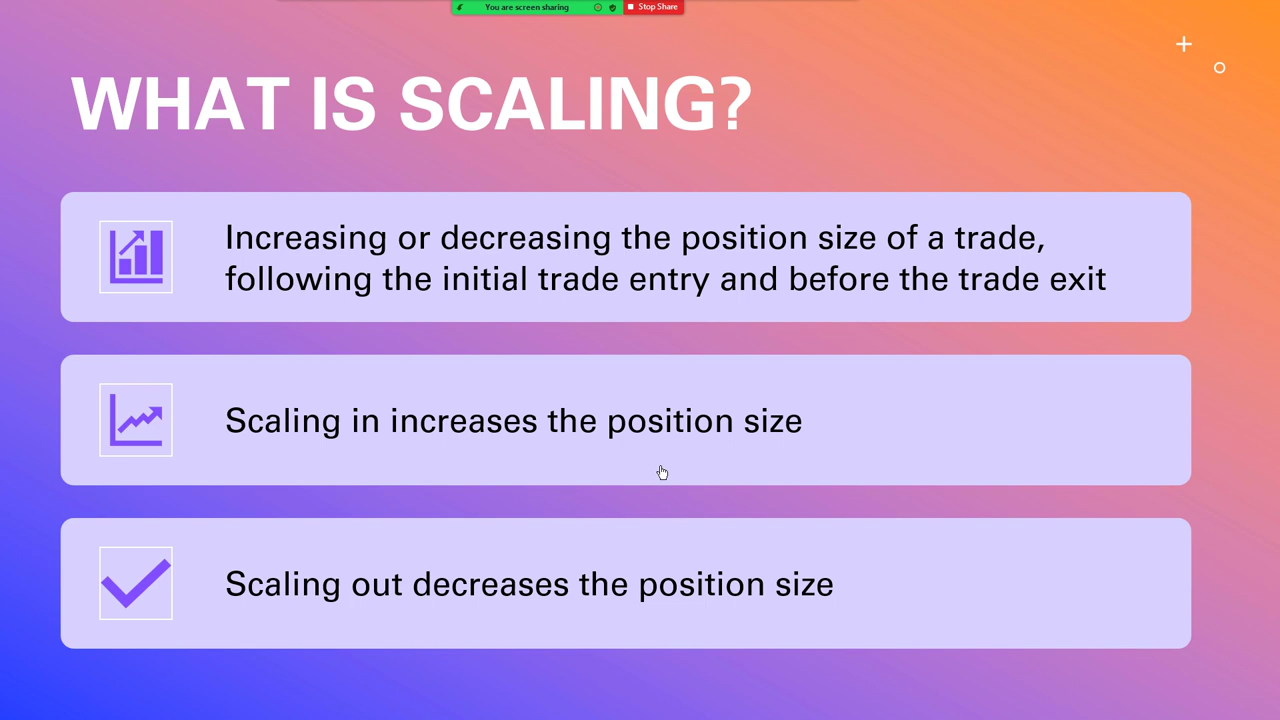 You are screen sharing
Stop Share
WHAT IS SCALING?
Increasing or decreasing the position size of a trade,
following the initial trade entry and before the trade exit
Scaling in increases the position size
Scaling out decreases the position size